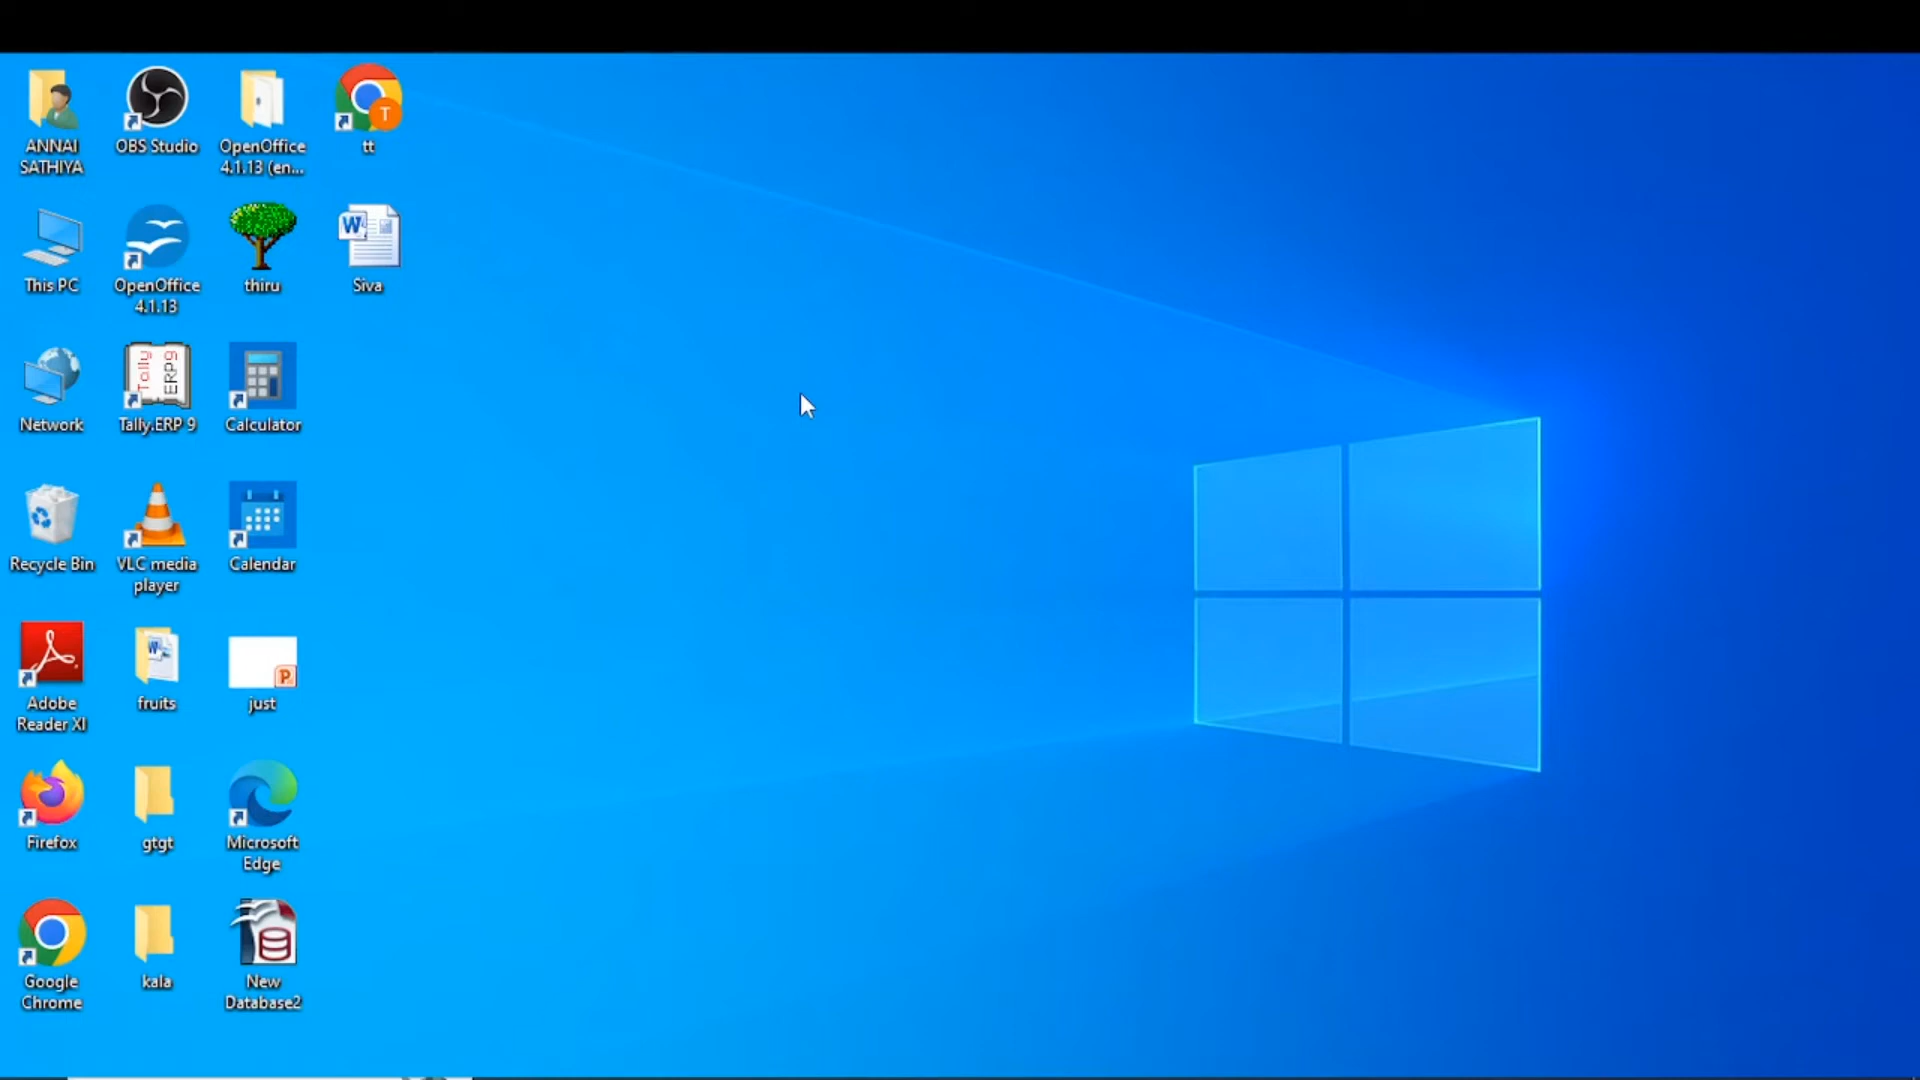 ANNAI
SATHIYA
OBS Studio
OpenOffice
4.1.13 (en...
T
tt
This PC
OpenOffice
4.1.13
thiru
W
Siva
Network
Tally
ERP9
Tally.ERP 9
Calculator
Recycle Bin
VLC media
player
Calendar
Adobe
Reader XI
W
fruits
P
just
Firefox
gtgt
Microsoft
Edge
Google
Chrome
kala
New
Database2